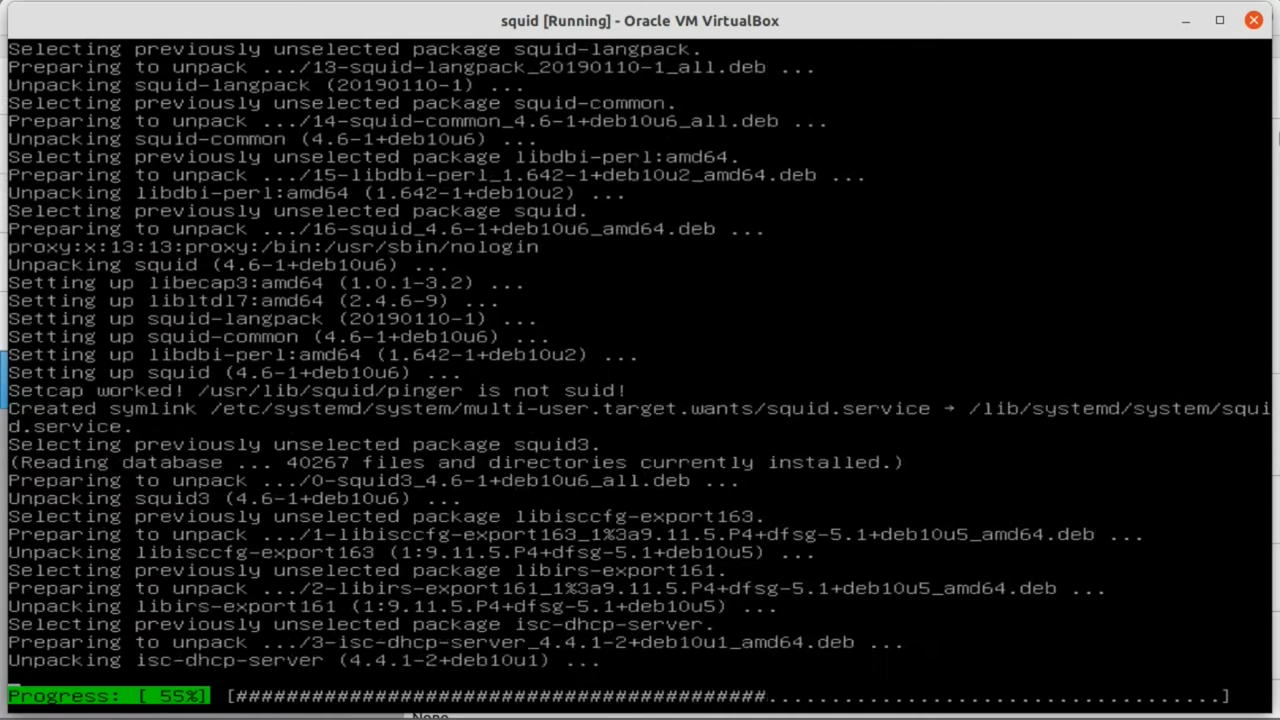 squid [Running] - Oracle VM VirtualBox
Selecting previously unselected package squid-langpack.
Preparing to unpack .../13-squid-langpack_20190110-1_all.deb ...
Unpacking squid-langpack (20190110-1) ...
Selecting previously unselected package squid-common.
Preparing to unpack .../14-squid-common_4.6-1+deb10u6_all.deb ...
Unpacking squid-common (4.6-1+deb10u6) ...
Selecting previously unselected package libdbi-perl:amd64.
Preparing to unpack .../15-libdbi-perl_1.642-1+deb10u2_amd64.deb ...
Unpacking libdbi-perl:amd64 (1.642-1+deb10u2) ...
Selecting previously unselected package squid.
Preparing to unpack .../16-squid_4.6-1+deb10u6_amd64.deb ...
proxy:x:13:13:proxy:/bin:/usr/sbin/nologin
Unpacking squid (4.6-1+deb10u6) ...
Setting up libecap3:amd64 (1.0.1-3.2) ...
Setting up libltdl7:amd64 (2.4.6-9) ...
Setting up squid-langpack (20190110-1) ...
Setting up squid-common (4.6-1+deb10u6) ...
Setting up libdbi-perl:amd64 (1.642-1+deb10u2) ...
Setting up squid (4.6-1+deb10u6) ...
Setcap worked! /usr/lib/squid/pinger is not suid!
Created symlink /etc/systemd/system/multi-user.target.wants/squid.service → /lib/systemd/system/squi
d.service.
Selecting previously unselected package squid3.
(Reading database ... 40267 files and directories currently installed.)
Preparing to unpack .../0-squid3_4.6-1+deb10u6_all.deb ...
Unpacking squid3 (4.6-1+deb10u6) ...
Selecting previously unselected package libisccfg-export163.
Preparing to unpack .../1-libisccfg-export163_1%3a9.11.5.P4+dfsg-5.1+deb10u5_amd64.deb ...
Unpacking libisccfg-export163 (1:9.11.5.P4+dfsg-5.1+deb10u5) ...
Selecting previously unselected package libirs-export161.
Preparing to unpack .../2-libirs-export161_1%3a9.11.5.P4+dfsg-5.1+deb10u5_amd64.deb ...
Unpacking libirs-export161 (1:9.11.5.P4+dfsg-5.1+deb10u5) ...
Selecting previously unselected package isc-dhcp-server.
Preparing to unpack .../3-isc-dhcp-server_4.4.1-2+deb10u1_amd64.deb ...
Unpacking isc-dhcp-server (4.4.1-2+deb10u1) ...
Progress: [ 55%] [##########################################....................................]
None